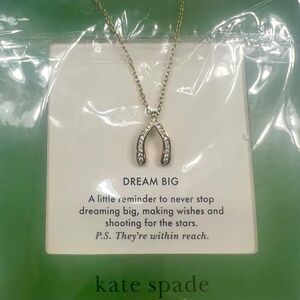 DREAM BIG
A little reminder to never stop
dreaming big, making wishes and
shooting for the stars.
P.S. They're within reach.
kate spade